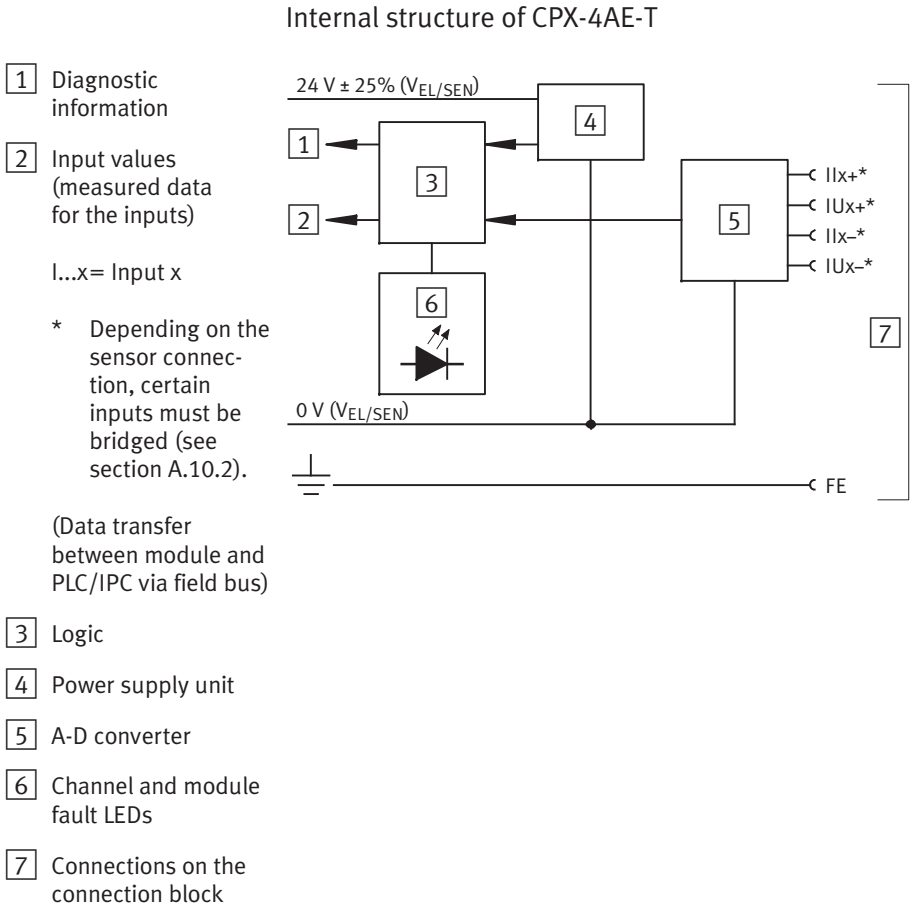 Internal structure of CPX-4AE-T
1 Diagnostic
information
2 Input values
(measured data
for the inputs)
I...x= Input x
* Depending on the
sensor connec-
tion, certain
inputs must be
bridged (see
section A.10.2).
(Data transfer
between module and
PLC/IPC via field bus)
3 Logic
4 Power supply unit
5 A-D converter
6 Channel and module
fault LEDs
7 Connections on the
connection block
24 V ± 25% (VEL/SEN)
4
1
3
2
5
IIx+*
IUx+*
IIx–*
IUx–*
6
7
0 V (VEL/SEN)
FE